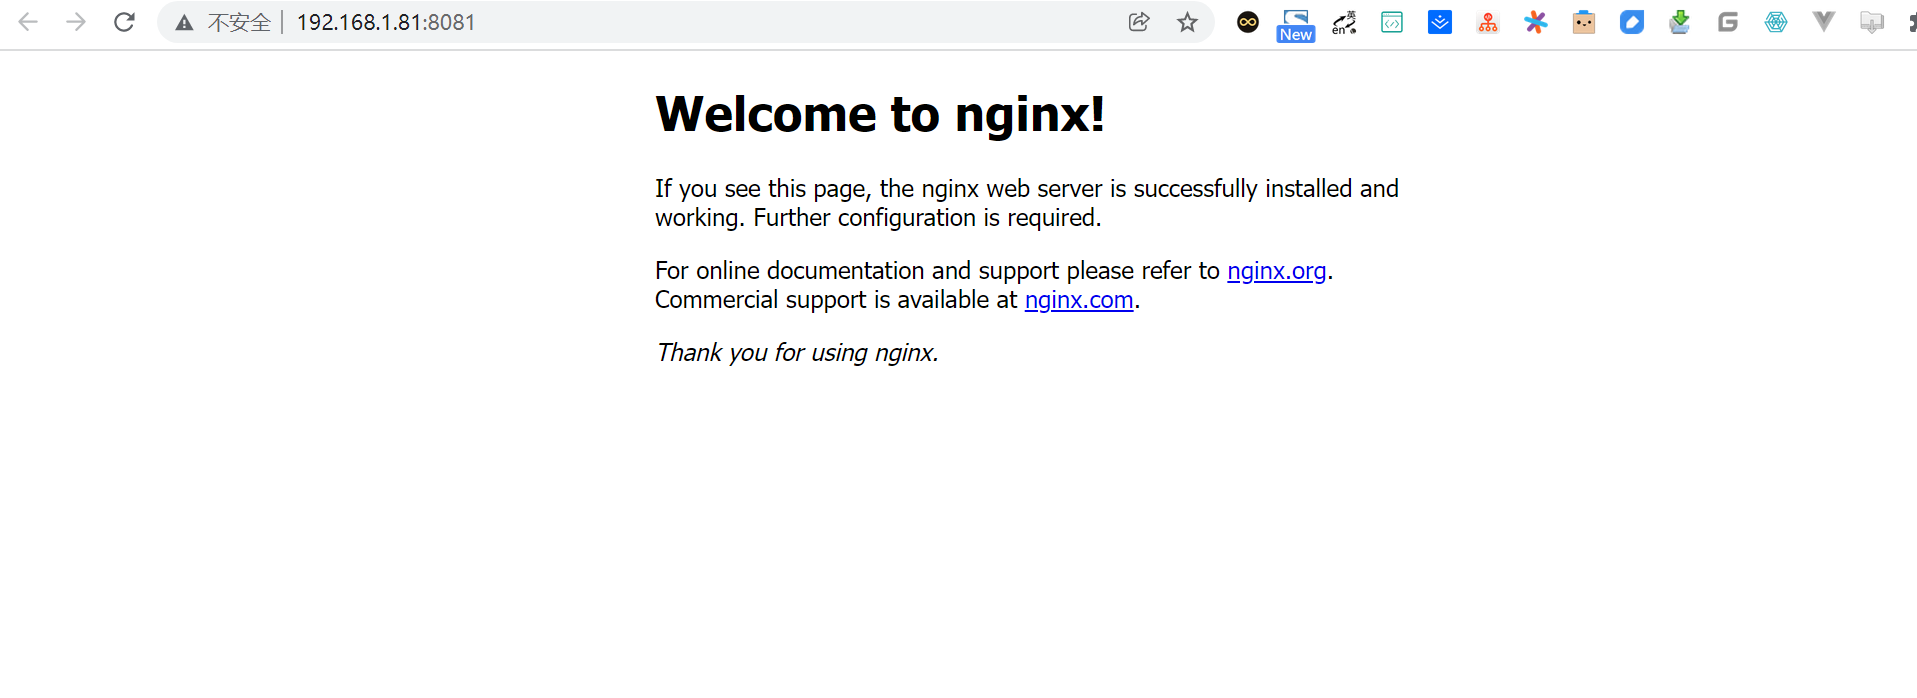 不安全 192.168.1.81:8081
New
英
en
Welcome to nginx!
If you see this page, the nginx web server is successfully installed and
working. Further configuration is required.
For online documentation and support please refer to nginx.org.
Commercial support is available at nginx.com.
Thank you for using nginx.